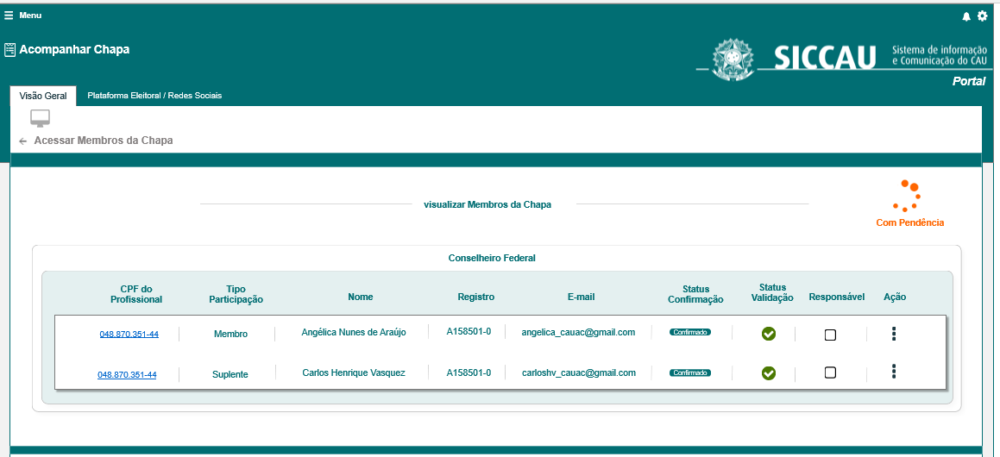 Menu
Acompanhar Chapa
SICCAU
Sistema de informação
e Comunicação do CAU
Portal
Visão Geral
Plataforma Eleitoral / Redes Sociais
← Acessar Membros da Chapa
visualizar Membros da Chapa
Com Pendência
Conselheiro Federal
CPF do Profissional Tipo Participação Nome Registro E-mail Status Confirmação Status Validação Responsável Ação
048.870.351-44 Membro Angélica Nunes de Araújo A158501-0 angelica_cauac@gmail.com Confirmado
048.870.351-44 Suplente Carlos Henrique Vasquez A158501-0 carloshv_cauac@gmail.com Confirmado